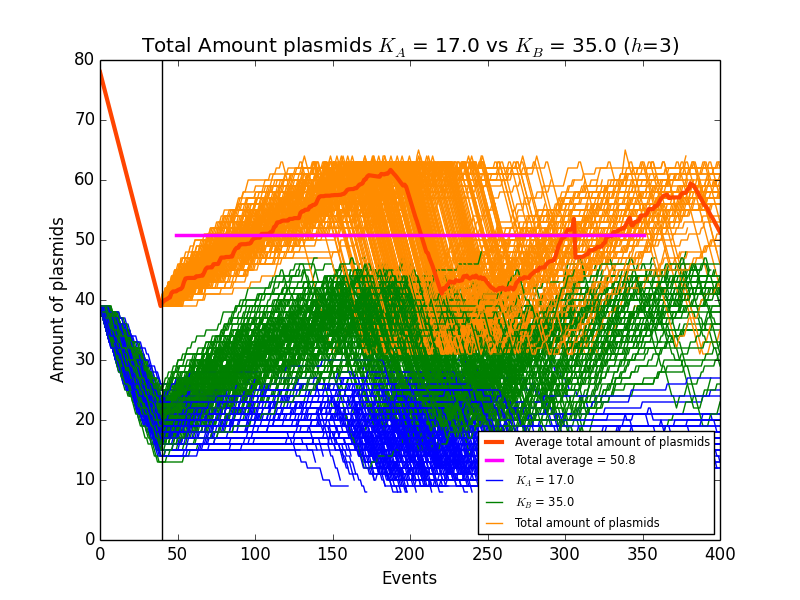 Total Amount plasmids K_A = 17.0 vs K_B = 35.0 (h=3)
Amount of plasmids
80
70
60
50
40
30
20
10
0
0 50 100 150 200 250 300 350 400
Events
Average total amount of plasmids
Total average = 50.8
K_A = 17.0
K_B = 35.0
Total amount of plasmids